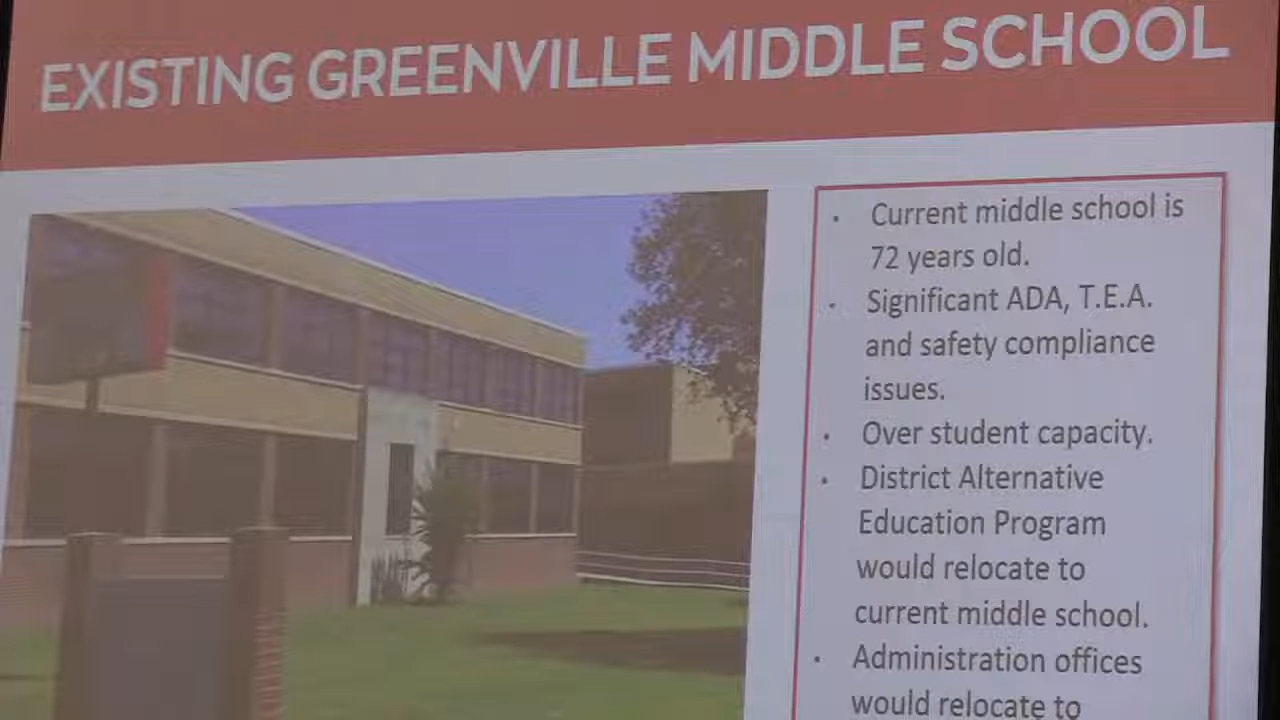 EXISTING GREENVILLE MIDDLE SCHOOL
· Current middle school is
72 years old.
· Significant ADA, T.E.A.
and safety compliance
issues.
· Over student capacity.
· District Alternative
Education Program
would relocate to
current middle school.
· Administration offices
would relocate to